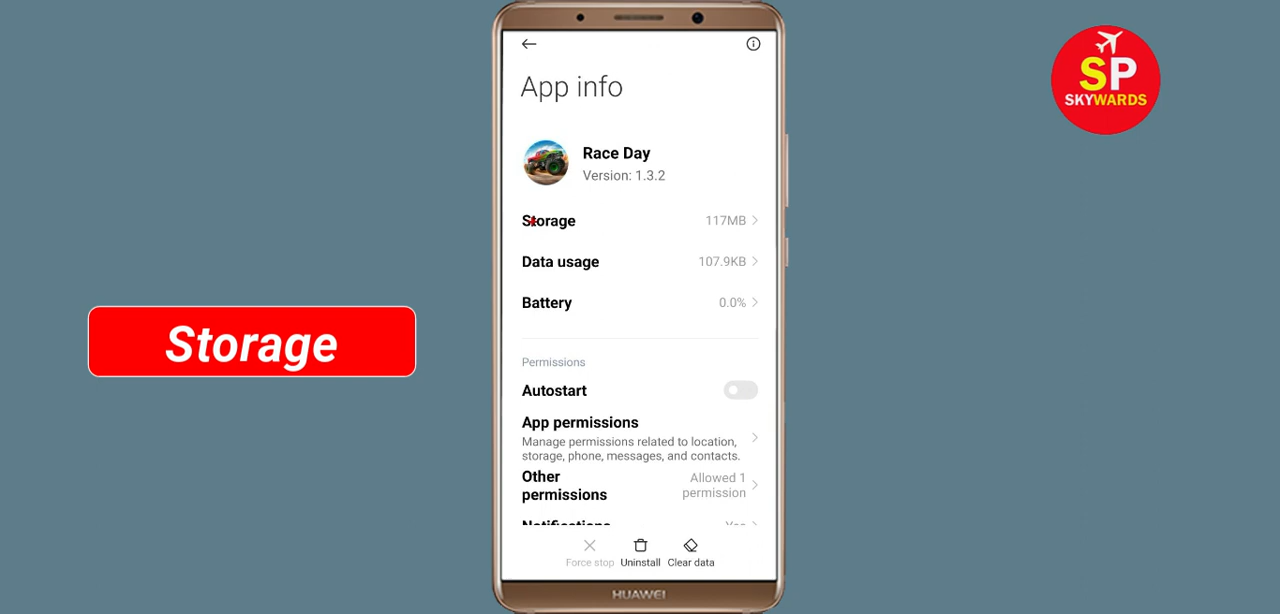 SP
SKYWARDS
App info
Race Day
Version: 1.3.2
Storage 117MB
Data usage 107.9KB
Battery 0.0%
Storage
Permissions
Autostart
App permissions
Manage permissions related to location,
storage, phone, messages, and contacts.
Other permissions Allowed 1 permission
Notifications Yes
Force stop Uninstall Clear data
HUAWEI